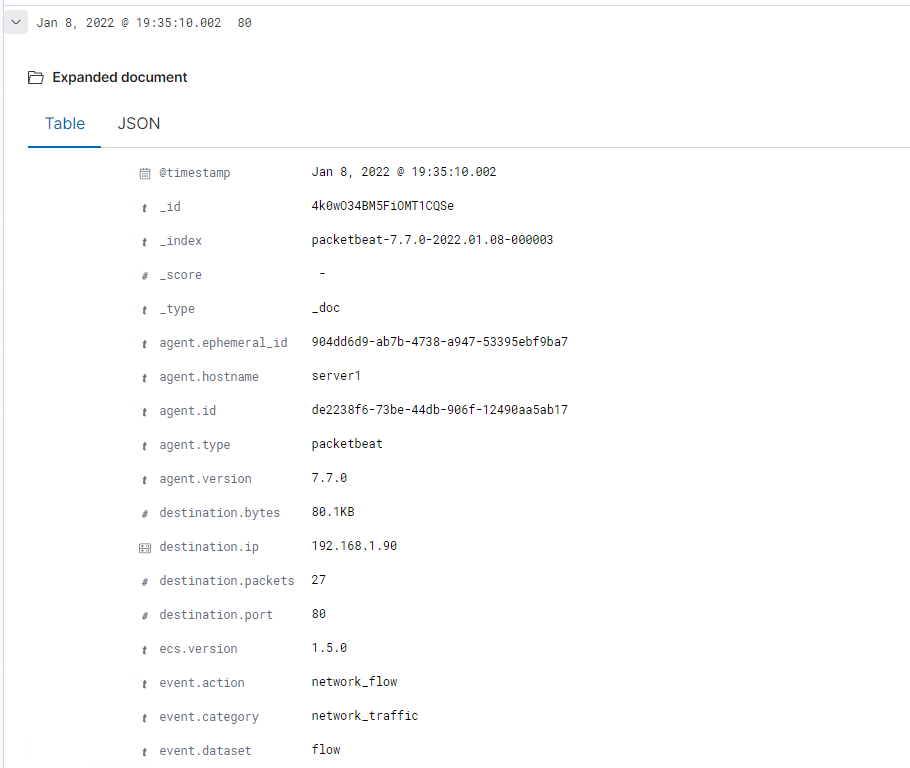 Jan 8, 2022 @ 19:35:10.002 80
Expanded document
Table JSON
@timestamp Jan 8, 2022 @ 19:35:10.002
t _id 4k0wO34BM5FiOMT1CQSe
t _index packetbeat-7.7.0-2022.01.08-000003
# _score -
t _type _doc
t agent.ephemeral_id 904dd6d9-ab7b-4738-a947-53395ebf9ba7
t agent.hostname server1
t agent.id de2238f6-73be-44db-906f-12490aa5ab17
t agent.type packetbeat
t agent.version 7.7.0
# destination.bytes 80.1KB
destination.ip 192.168.1.90
# destination.packets 27
# destination.port 80
t ecs.version 1.5.0
t event.action network_flow
t event.category network_traffic
t event.dataset flow